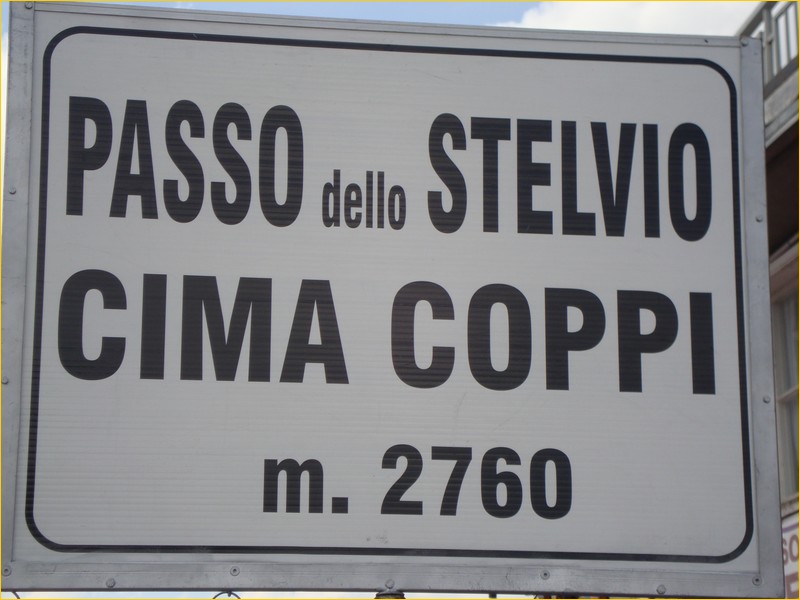 PASSO dello STELVIO
CIMA COPPI
m. 2760